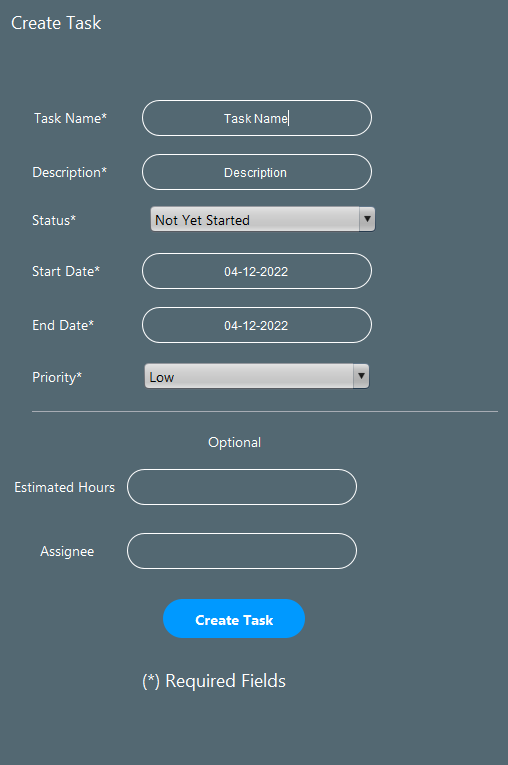 Create Task
Task Name* Task Name
Description* Description
Status* Not Yet Started
Start Date* 04-12-2022
End Date* 04-12-2022
Priority* Low
Optional
Estimated Hours
Assignee
Create Task
(*) Required Fields